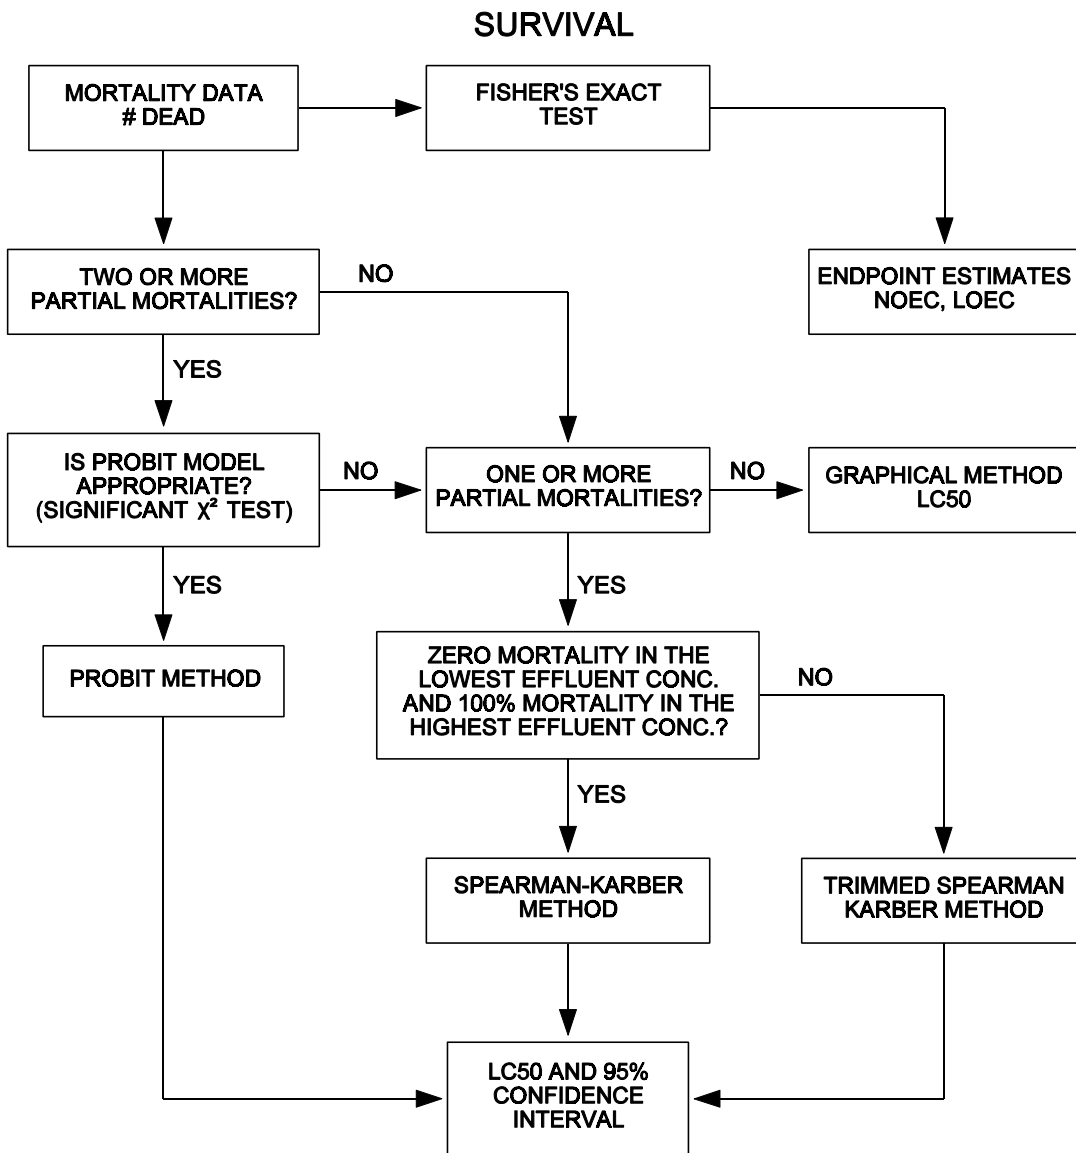 SURVIVAL
MORTALITY DATA
# DEAD
FISHER'S EXACT
TEST
TWO OR MORE
PARTIAL MORTALITIES?
NO
ENDPOINT ESTIMATES
NOEC, LOEC
YES
IS PROBIT MODEL
APPROPRIATE?
(SIGNIFICANT χ² TEST)
NO
ONE OR MORE
PARTIAL MORTALITIES?
NO
GRAPHICAL METHOD
LC50
YES
YES
PROBIT METHOD
ZERO MORTALITY IN THE
LOWEST EFFLUENT CONC.
AND 100% MORTALITY IN THE
HIGHEST EFFLUENT CONC.?
NO
YES
SPEARMAN-KARBER
METHOD
TRIMMED SPEARMAN
KARBER METHOD
LC50 AND 95%
CONFIDENCE
INTERVAL